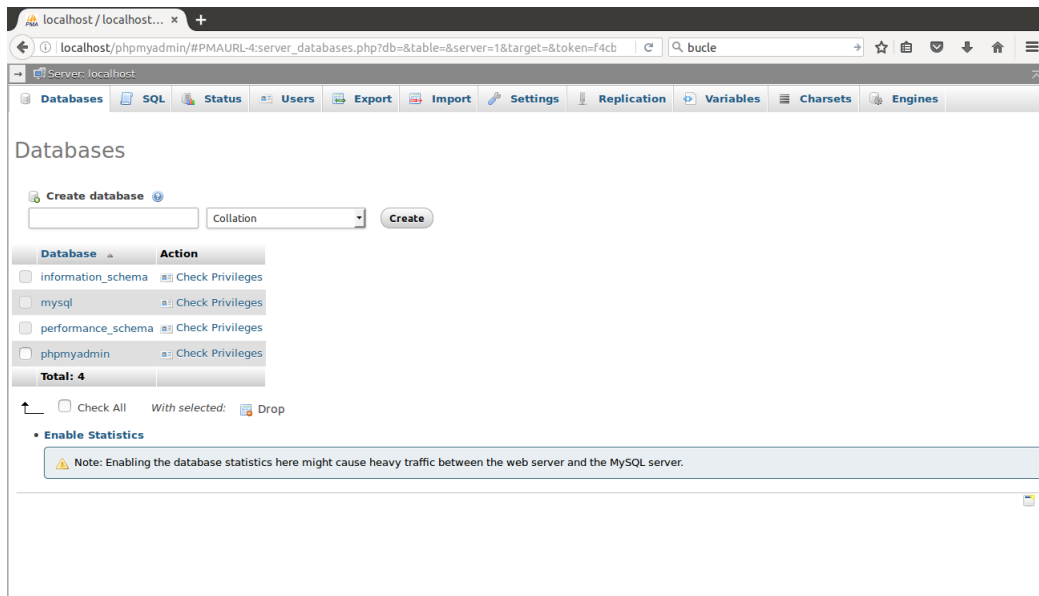 localhost / localhost...
localhost/phpmyadmin/#PMAURL-4:server_databases.php?db=&table=&server=1&target=&token=f4cb
bucle
Server: localhost
Databases SQL Status Users Export Import Settings Replication Variables Charsets Engines
Databases
Create database
Collation Create
Database Action
information_schema Check Privileges
mysql Check Privileges
performance_schema Check Privileges
phpmyadmin Check Privileges
Total: 4
Check All With selected: Drop
• Enable Statistics
Note: Enabling the database statistics here might cause heavy traffic between the web server and the MySQL server.